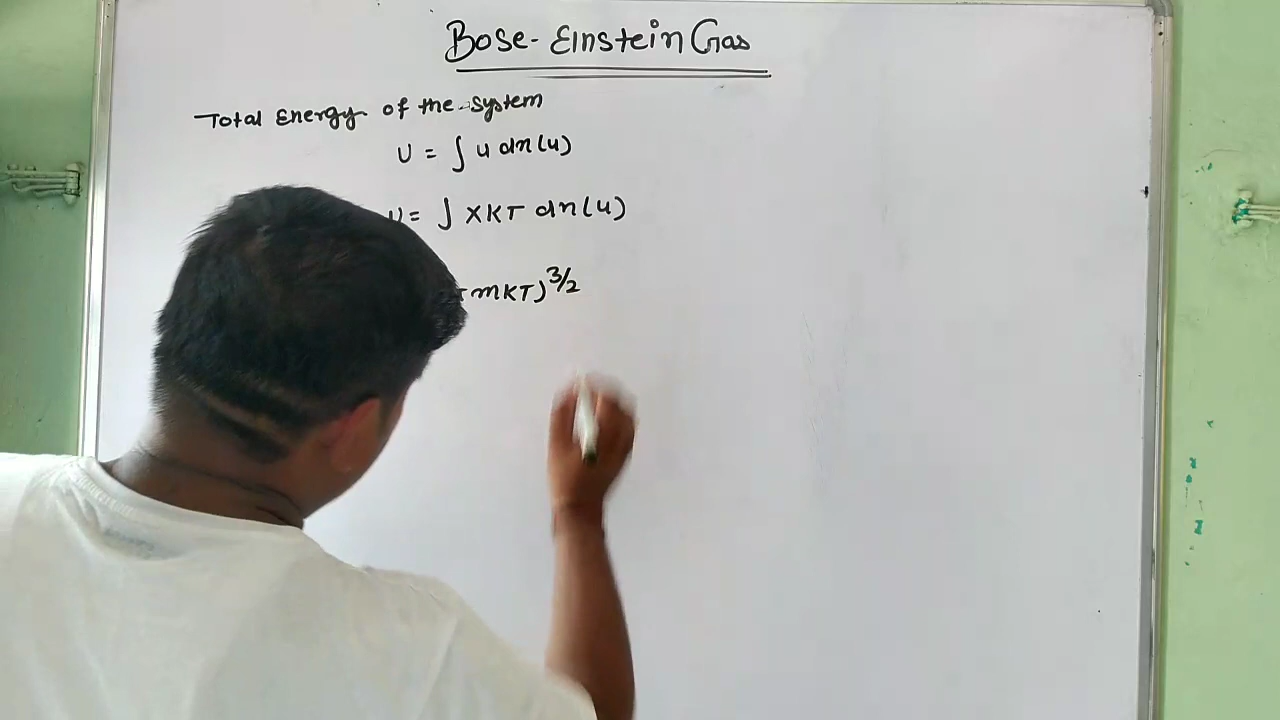 Bose-Einstein Gas
Total Energy of the system
U = ∫ u dn(u)
U = ∫ XKT dn(u)
mKT)^3/2